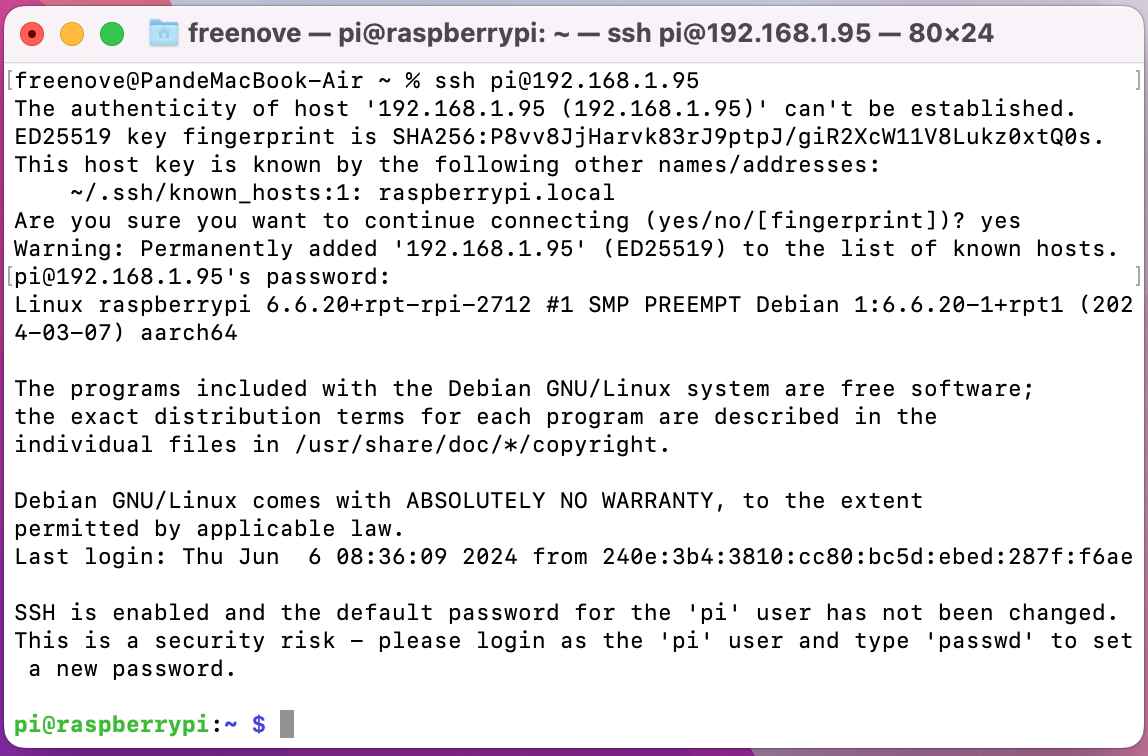 freenove — pi@raspberrypi: ~ — ssh pi@192.168.1.95 — 80×24
[freenove@PandeMacBook-Air ~ % ssh pi@192.168.1.95 ]
The authenticity of host '192.168.1.95 (192.168.1.95)' can't be established.
ED25519 key fingerprint is SHA256:P8vv8JjHarvk83rJ9ptpJ/giR2XcW11V8Lukz0xtQ0s.
This host key is known by the following other names/addresses:
    ~/.ssh/known_hosts:1: raspberrypi.local
Are you sure you want to continue connecting (yes/no/[fingerprint])? yes
Warning: Permanently added '192.168.1.95' (ED25519) to the list of known hosts.
[pi@192.168.1.95's password: ]
Linux raspberrypi 6.6.20+rpt-rpi-2712 #1 SMP PREEMPT Debian 1:6.6.20-1+rpt1 (202
4-03-07) aarch64

The programs included with the Debian GNU/Linux system are free software;
the exact distribution terms for each program are described in the
individual files in /usr/share/doc/*/copyright.

Debian GNU/Linux comes with ABSOLUTELY NO WARRANTY, to the extent
permitted by applicable law.
Last login: Thu Jun  6 08:36:09 2024 from 240e:3b4:3810:cc80:bc5d:ebed:287f:f6ae

SSH is enabled and the default password for the 'pi' user has not been changed.
This is a security risk - please login as the 'pi' user and type 'passwd' to set
 a new password.

pi@raspberrypi:~ $